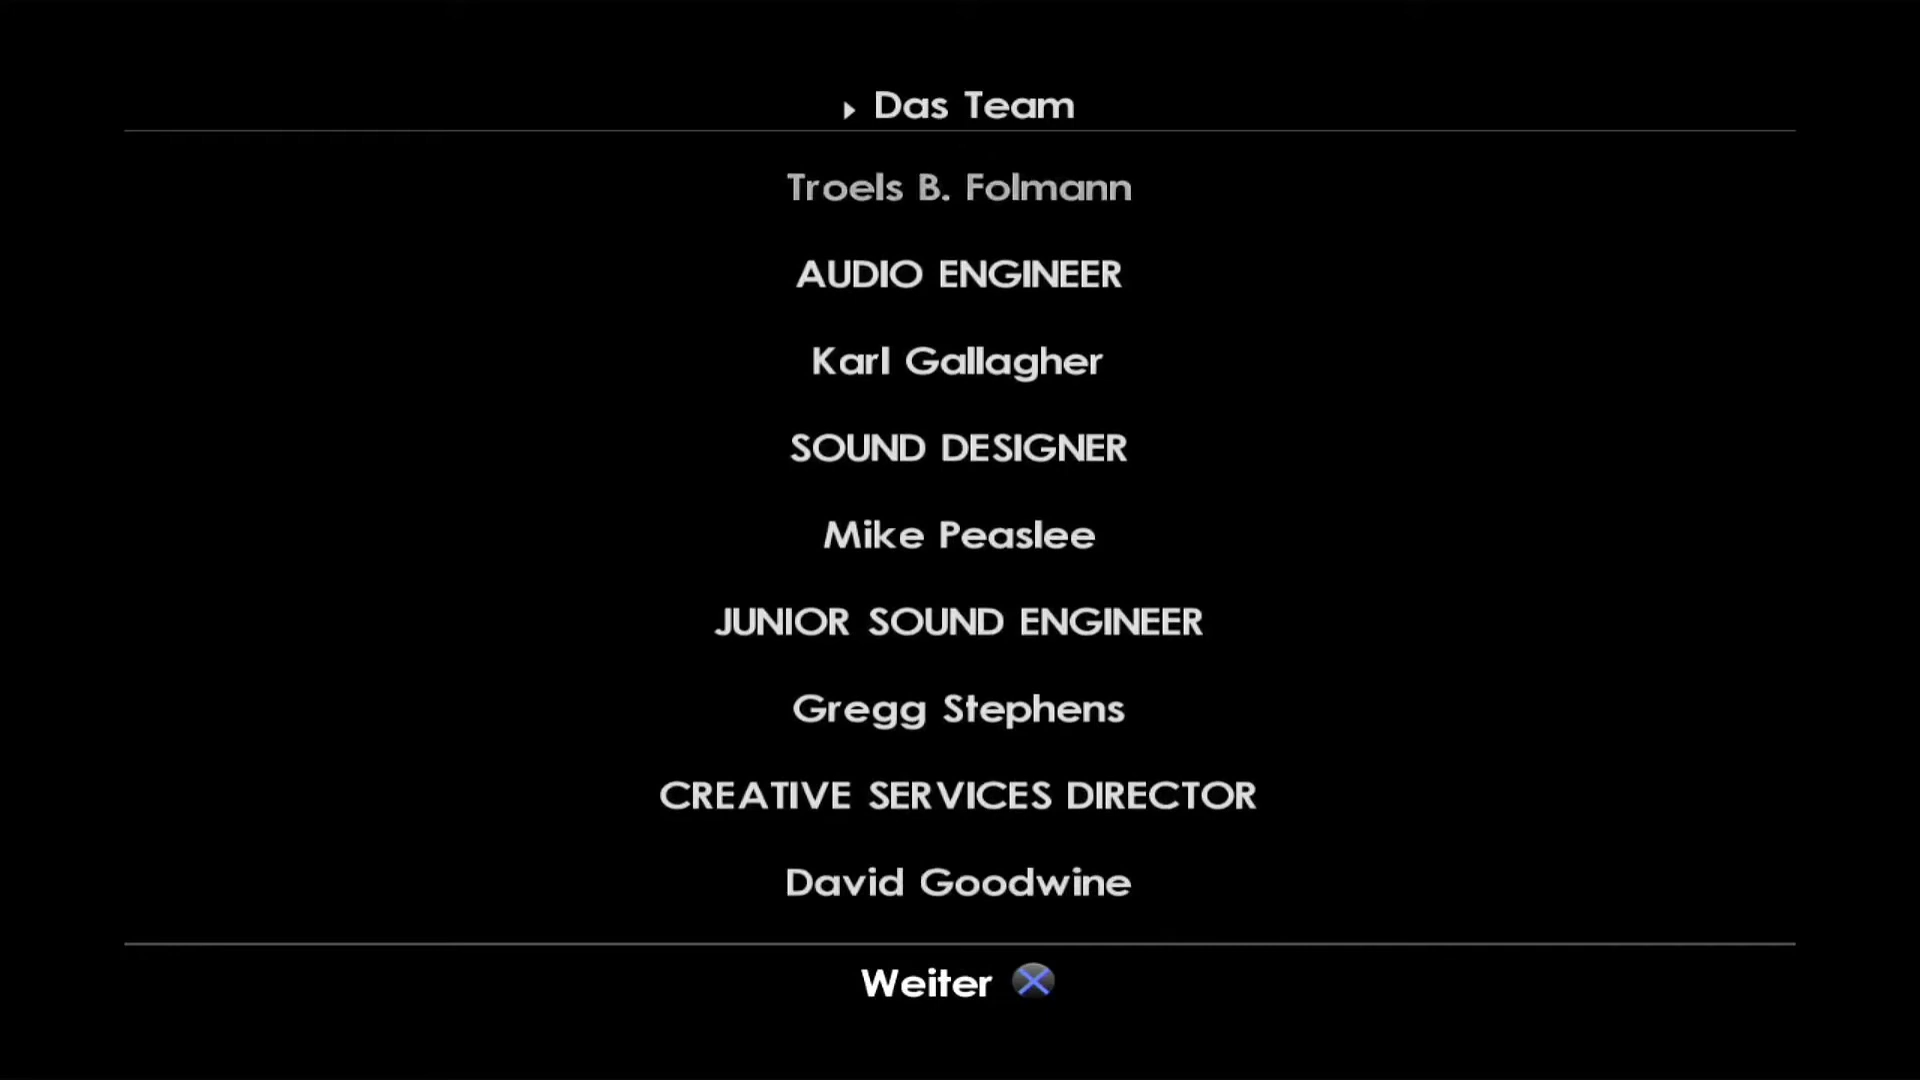 Das Team
Troels B. Folmann
AUDIO ENGINEER
Karl Gallagher
SOUND DESIGNER
Mike Peaslee
JUNIOR SOUND ENGINEER
Gregg Stephens
CREATIVE SERVICES DIRECTOR
David Goodwine
Weiter